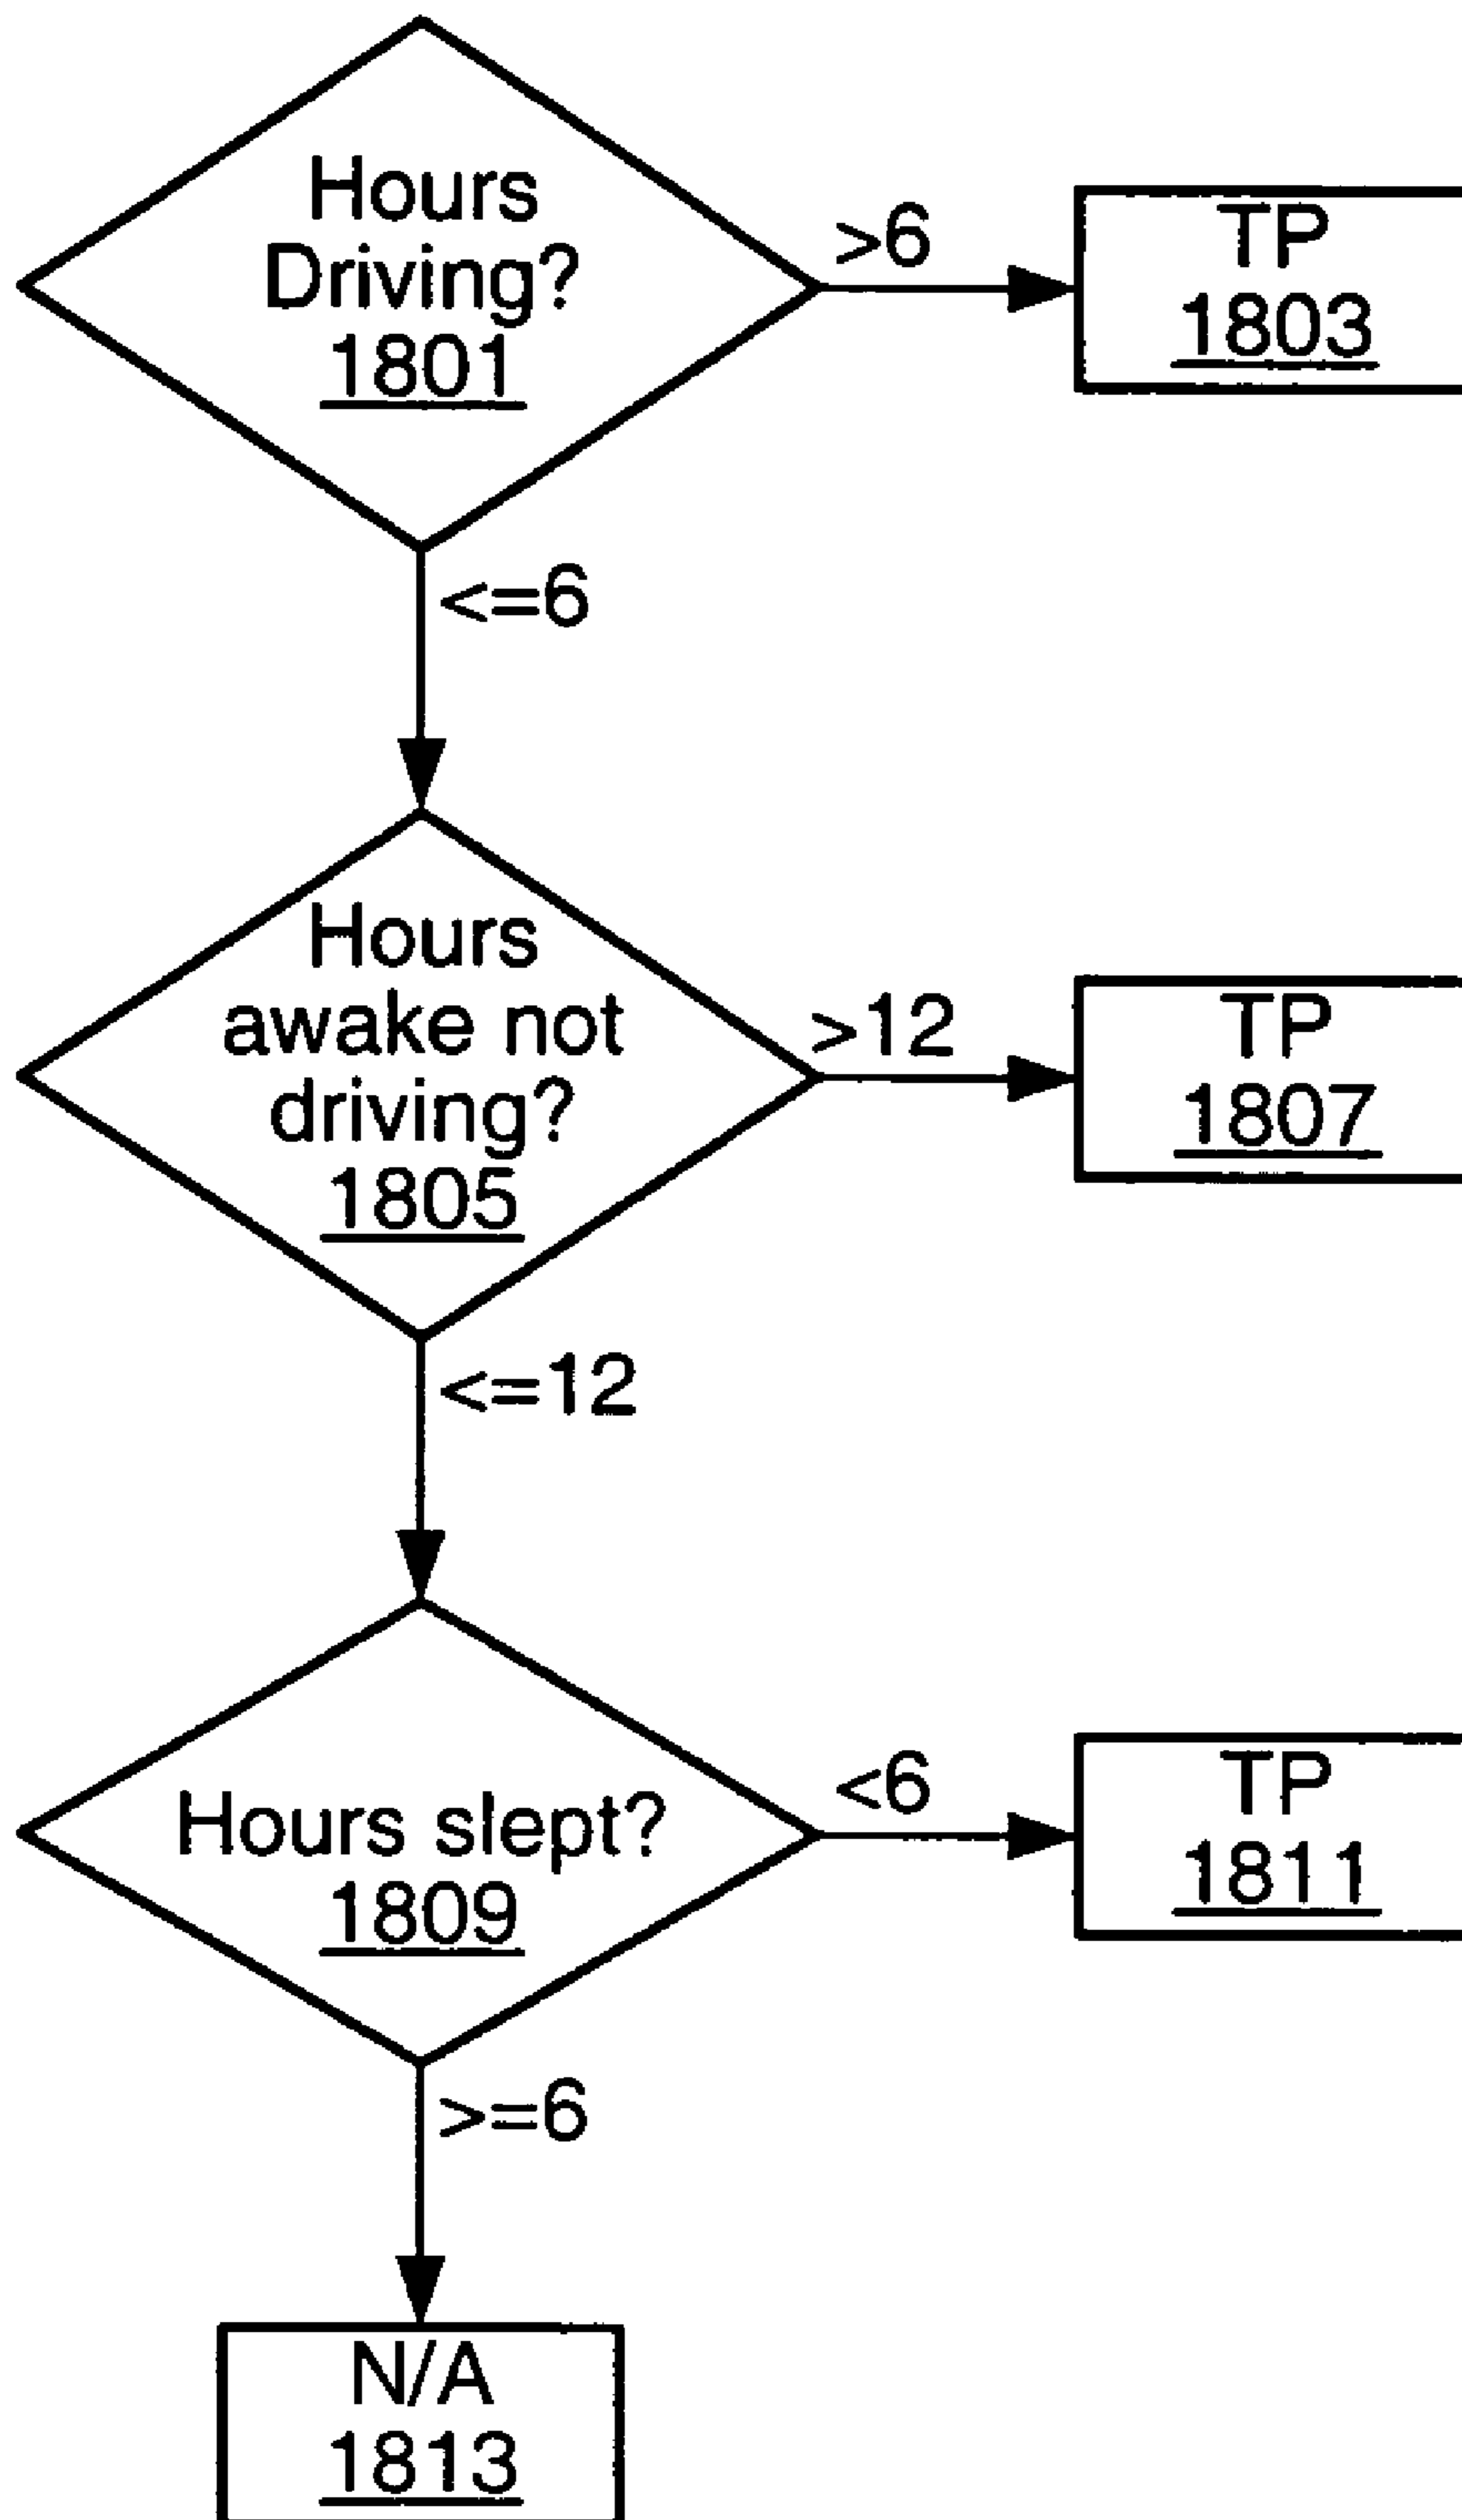 Hours
Driving?
1801
>6
TP
1803
<=6
Hours
awake not
driving?
1805
>12
TP
1807
<=12
Hours slept?
1809
<6
TP
1811
>=6
N/A
1813